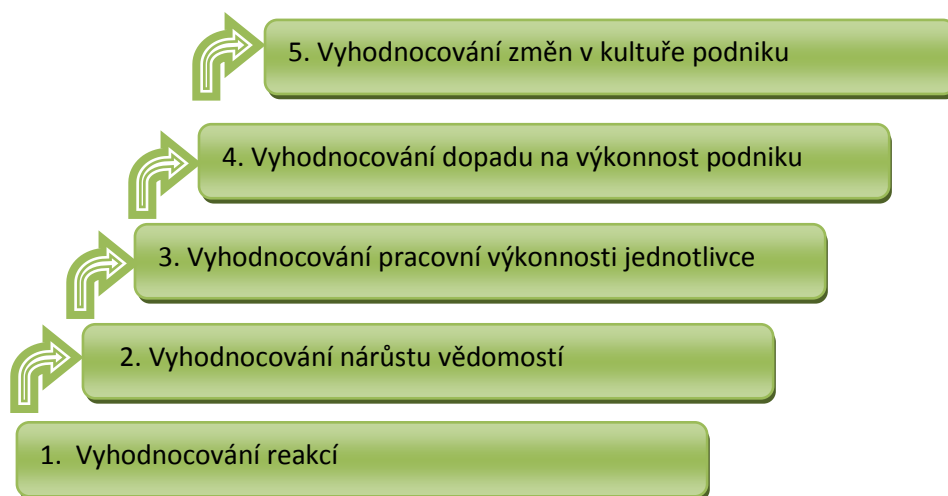 5. Vyhodnocování změn v kultuře podniku
4. Vyhodnocování dopadu na výkonnost podniku
3. Vyhodnocování pracovní výkonnosti jednotlivce
2. Vyhodnocování nárůstu vědomostí
1. Vyhodnocování reakcí